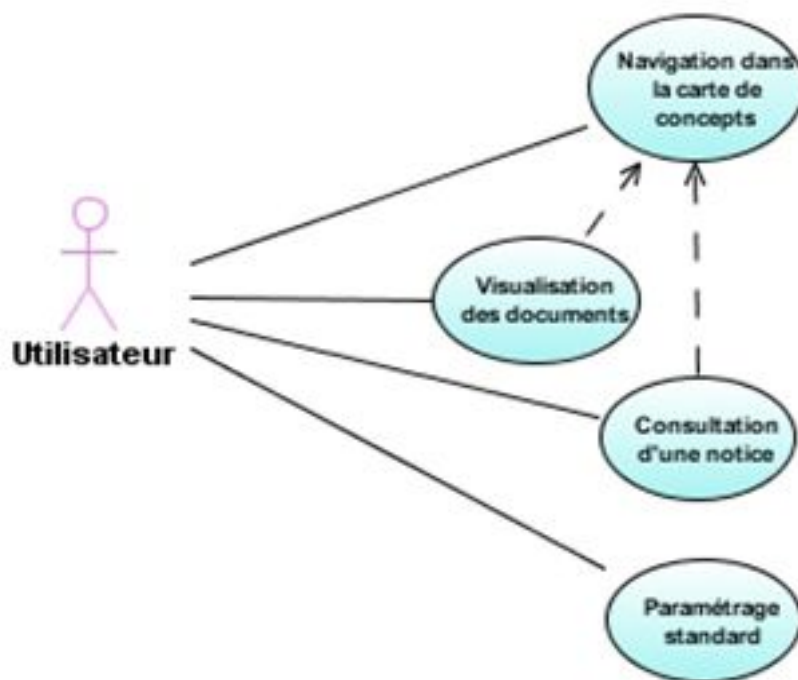 Navigation dans
la carte de
concepts
Visualisation
des documents
Utilisateur
Consultation
d'une notice
Paramétrage
standard